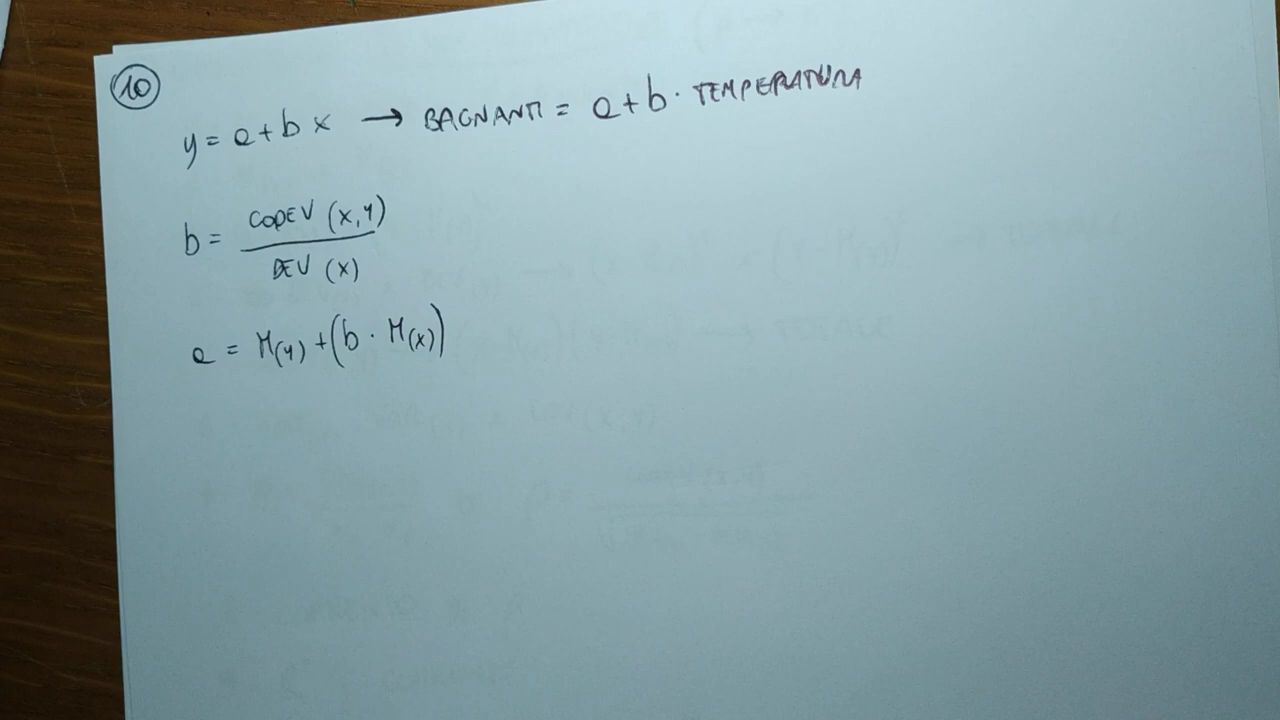 10
y = a + b x → BAGNANTI = a + b · TEMPERATURA
b = CODEV (x,y) / DEV (x)
a = M(y) + (b · M(x))